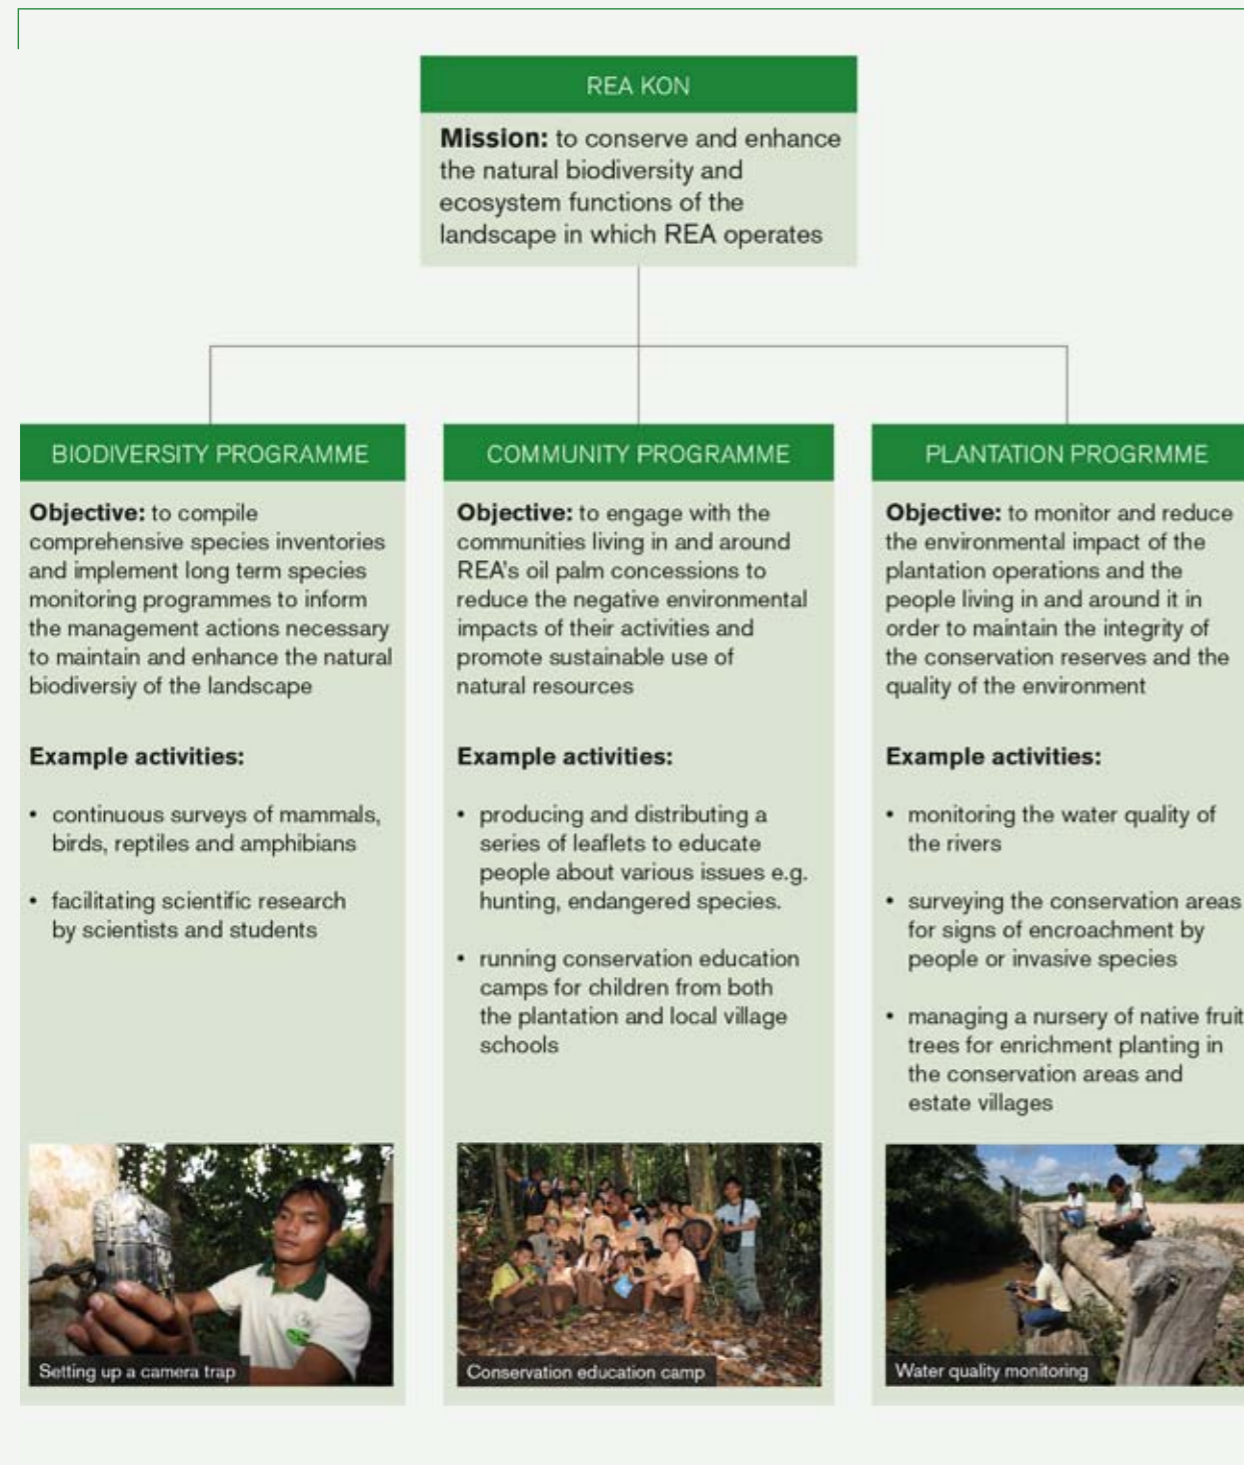 REA KON
Mission: to conserve and enhance
the natural biodiversity and
ecosystem functions of the
landscape in which REA operates
BIODIVERSITY PROGRAMME
Objective: to compile
comprehensive species inventories
and implement long term species
monitoring programmes to inform
the management actions necessary
to maintain and enhance the natural
biodiversiy of the landscape
Example activities:
• continuous surveys of mammals,
birds, reptiles and amphibians
• facilitating scientific research
by scientists and students
Setting up a camera trap
COMMUNITY PROGRAMME
Objective: to engage with the
communities living in and around
REA's oil palm concessions to
reduce the negative environmental
impacts of their activities and
promote sustainable use of
natural resources
Example activities:
• producing and distributing a
series of leaflets to educate
people about various issues e.g.
hunting, endangered species.
• running conservation education
camps for children from both
the plantation and local village
schools
Conservation education camp
PLANTATION PROGRMME
Objective: to monitor and reduce
the environmental impact of the
plantation operations and the
people living in and around it in
order to maintain the integrity of
the conservation reserves and the
quality of the environment
Example activities:
• monitoring the water quality of
the rivers
• surveying the conservation areas
for signs of encroachment by
people or invasive species
• managing a nursery of native fruit
trees for enrichment planting in
the conservation areas and
estate villages
Water quality monitoring